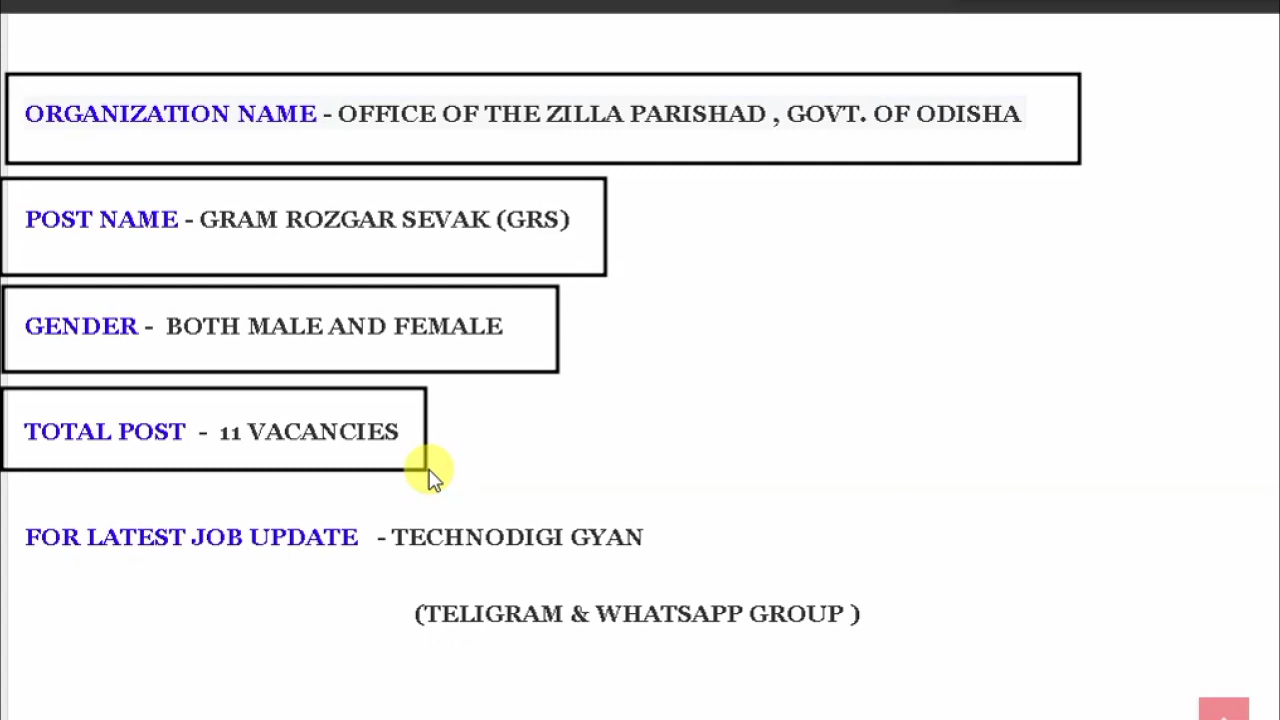 ORGANIZATION NAME - OFFICE OF THE ZILLA PARISHAD , GOVT. OF ODISHA
POST NAME - GRAM ROZGAR SEVAK (GRS)
GENDER - BOTH MALE AND FEMALE
TOTAL POST - 11 VACANCIES
FOR LATEST JOB UPDATE - TECHNODIGI GYAN
(TELIGRAM & WHATSAPP GROUP )